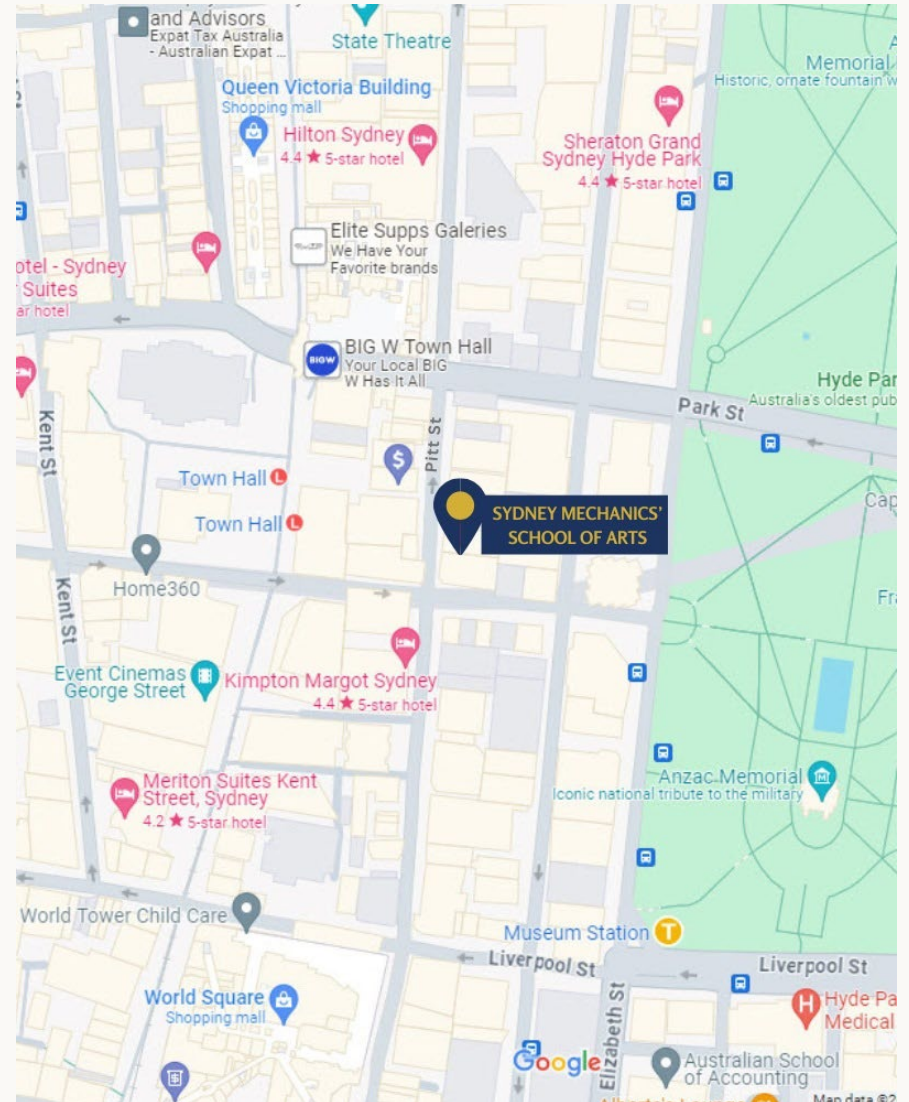 and Advisors
Expat Tax Australia
- Australian Expat ...
State Theatre
Queen Victoria Building
Shopping mall
Hilton Sydney
4.4 ★ 5-star hotel
Sheraton Grand
Sydney Hyde Park
4.4 ★ 5-star hotel
Memorial
Historic, ornate fountain w
Elite Supps Galeries
We Have Your
Favorite brands
otel - Sydney
r Suites
ar hotel
BIGW
BIG W Town Hall
Your Local BIG
W Has It All
Hyde Par
Australia's oldest pub
Park St
Kent St
Pitt St
Town Hall L
Town Hall L
$
SYDNEY MECHANICS'
SCHOOL OF ARTS
Cap
Home360
Fra
Kent St
Event Cinemas
George Street
Kimpton Margot Sydney
4.4 ★ 5-star hotel
Meriton Suites Kent
Street, Sydney
4.2 ★ 5-star hotel
Anzac Memorial
Iconic national tribute to the military
World Tower Child Care
Museum Station T
Liverpool St
Liverpool St
World Square
Shopping mall
Elizabeth St
H
Hyde Pa
Medical
Google
Australian School
of Accounting
Map data ©2